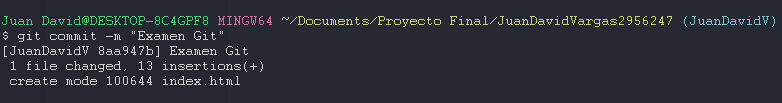 Juan David@DESKTOP-8C4GPF8 MINGW64 ~/Documents/Proyecto Final/JuanDavidVargas2956247 (JuanDavidV)
$ git commit -m "Examen Git"
[JuanDavidV 8aa947b] Examen Git
 1 file changed, 13 insertions(+)
 create mode 100644 index.html